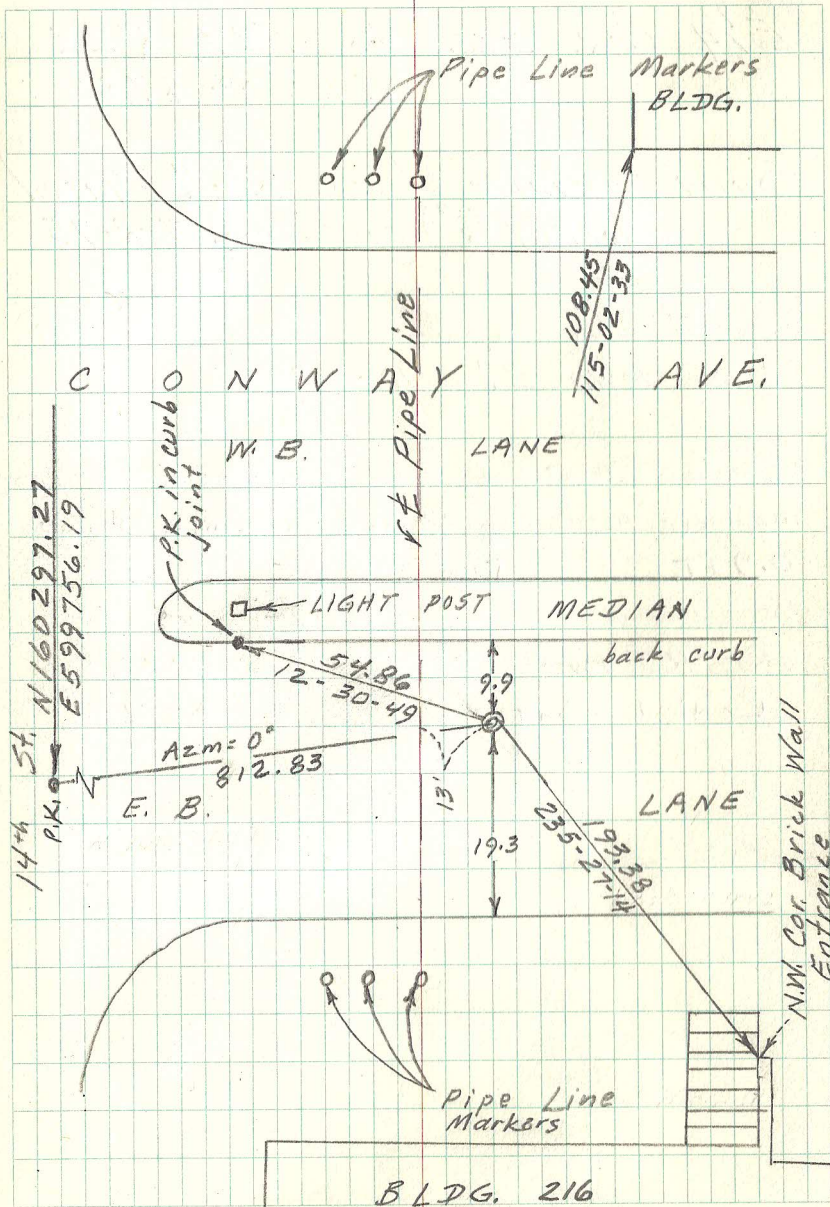 Pipe Line Markers
BLDG.
108.45
115-02-33
C O N W A Y AVE.
W. B. LANE
℄ Pipe Line
P.K. in curb
joint
N 160297.27
E 599756.19
LIGHT POST
MEDIAN
back curb
54.86
12-30-49
9.9
Azm = 0°
812.83
14th St.
P.K.
E. B. LANE
13'
19.3
193.38
235-27-14
N.W. Cor. Brick Wall
Entrance
Pipe Line
Markers
BLDG. 216